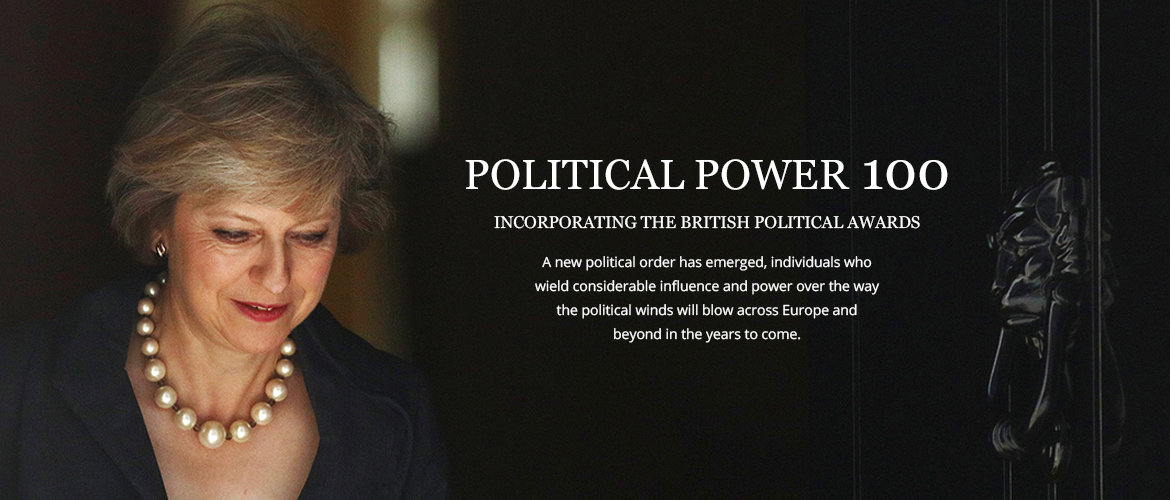 POLITICAL POWER 100
INCORPORATING THE BRITISH POLITICAL AWARDS
A new political order has emerged, individuals who
wield considerable influence and power over the way
the political winds will blow across Europe and
beyond in the years to come.